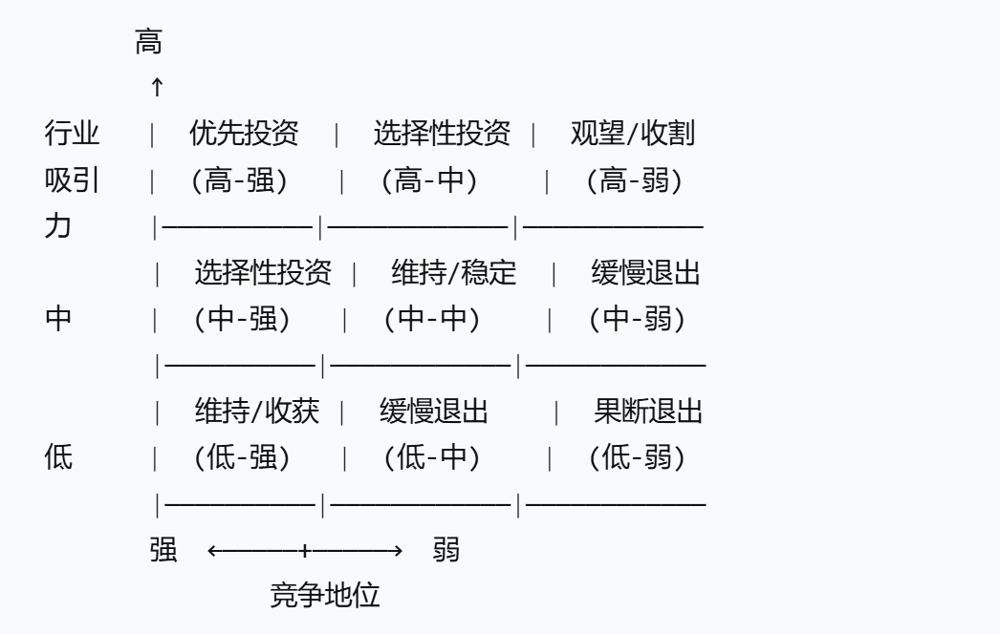 高
↑
行业 | 优先投资 | 选择性投资 | 观望/收割
吸引 | (高-强) | (高-中) | (高-弱)
力 |——————————|————————————|————————————
| 选择性投资 | 维持/稳定 | 缓慢退出
中 | (中-强) | (中-中) | (中-弱)
|——————————|————————————|————————————
| 维持/收获 | 缓慢退出 | 果断退出
低 | (低-强) | (低-中) | (低-弱)
|——————————|————————————|————————————
强 ←—————+—————→ 弱
竞争地位